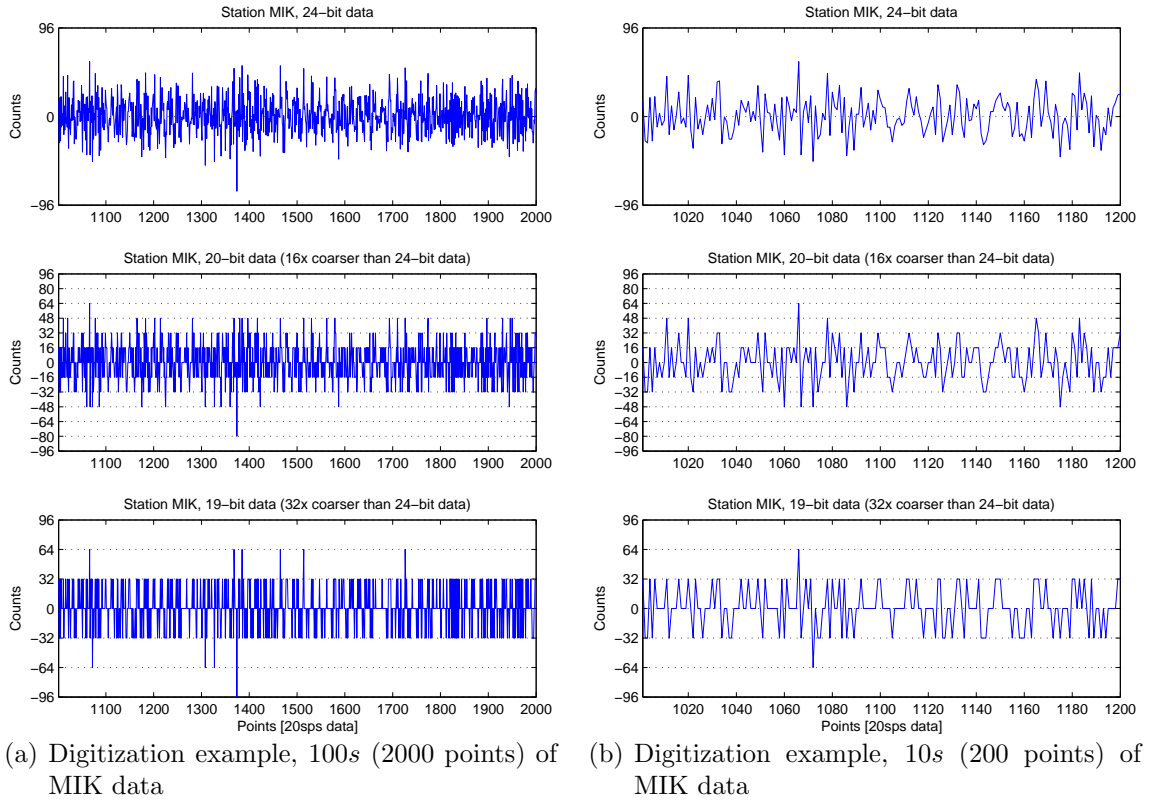 Station MIK, 24−bit data
Counts
96
0
−96
1100 1200 1300 1400 1500 1600 1700 1800 1900 2000
Station MIK, 20−bit data (16x coarser than 24−bit data)
Counts
96
80
64
48
32
16
0
−16
−32
−48
−64
−80
−96
1100 1200 1300 1400 1500 1600 1700 1800 1900 2000
Station MIK, 19−bit data (32x coarser than 24−bit data)
Counts
96
64
32
0
−32
−64
−96
1100 1200 1300 1400 1500 1600 1700 1800 1900 2000
Points [20sps data]
(a) Digitization example, 100s (2000 points) of
MIK data
Station MIK, 24−bit data
Counts
96
0
−96
1020 1040 1060 1080 1100 1120 1140 1160 1180 1200
Station MIK, 20−bit data (16x coarser than 24−bit data)
Counts
96
80
64
48
32
16
0
−16
−32
−48
−64
−80
−96
1020 1040 1060 1080 1100 1120 1140 1160 1180 1200
Station MIK, 19−bit data (32x coarser than 24−bit data)
Counts
96
64
32
0
−32
−64
−96
1020 1040 1060 1080 1100 1120 1140 1160 1180 1200
Points [20sps data]
(b) Digitization example, 10s (200 points) of
MIK data